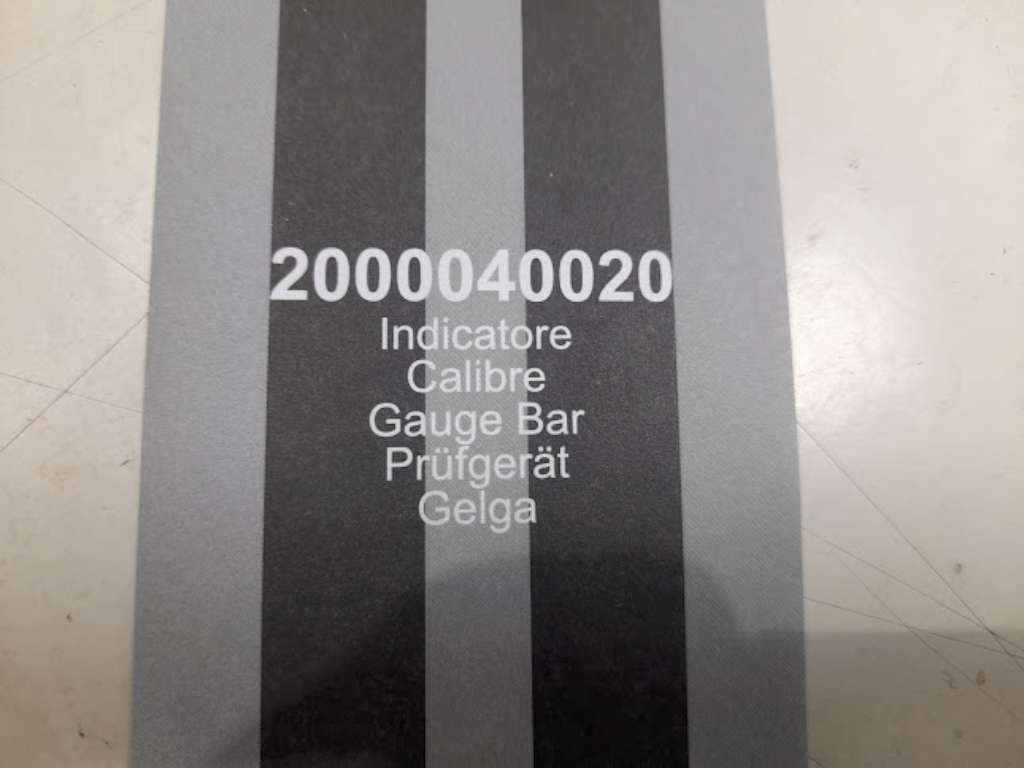 2000040020
Indicatore
Calibre
Gauge Bar
Prüfgerät
Gelga